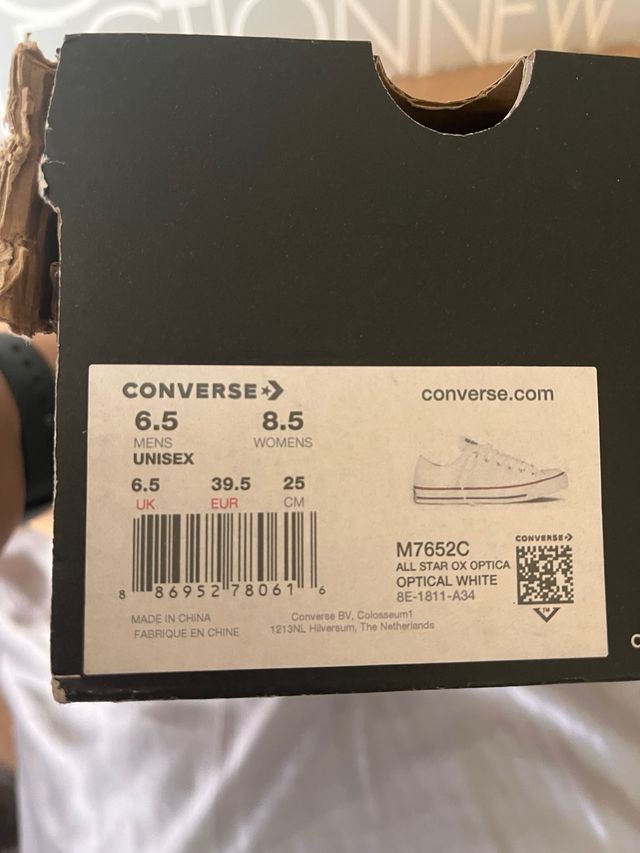 CTIONNEW
CONVERSE
converse.com
6.5 8.5
MENS WOMENS
UNISEX
6.5 39.5 25
UK EUR CM
8 86952 78061 6
CONVERSE
M7652C
ALL STAR OX OPTICA
OPTICAL WHITE
8E-1811-A34
TM
MADE IN CHINA
FABRIQUE EN CHINE
Converse BV, Colosseum1
1213NL Hilversum, The Netherlands